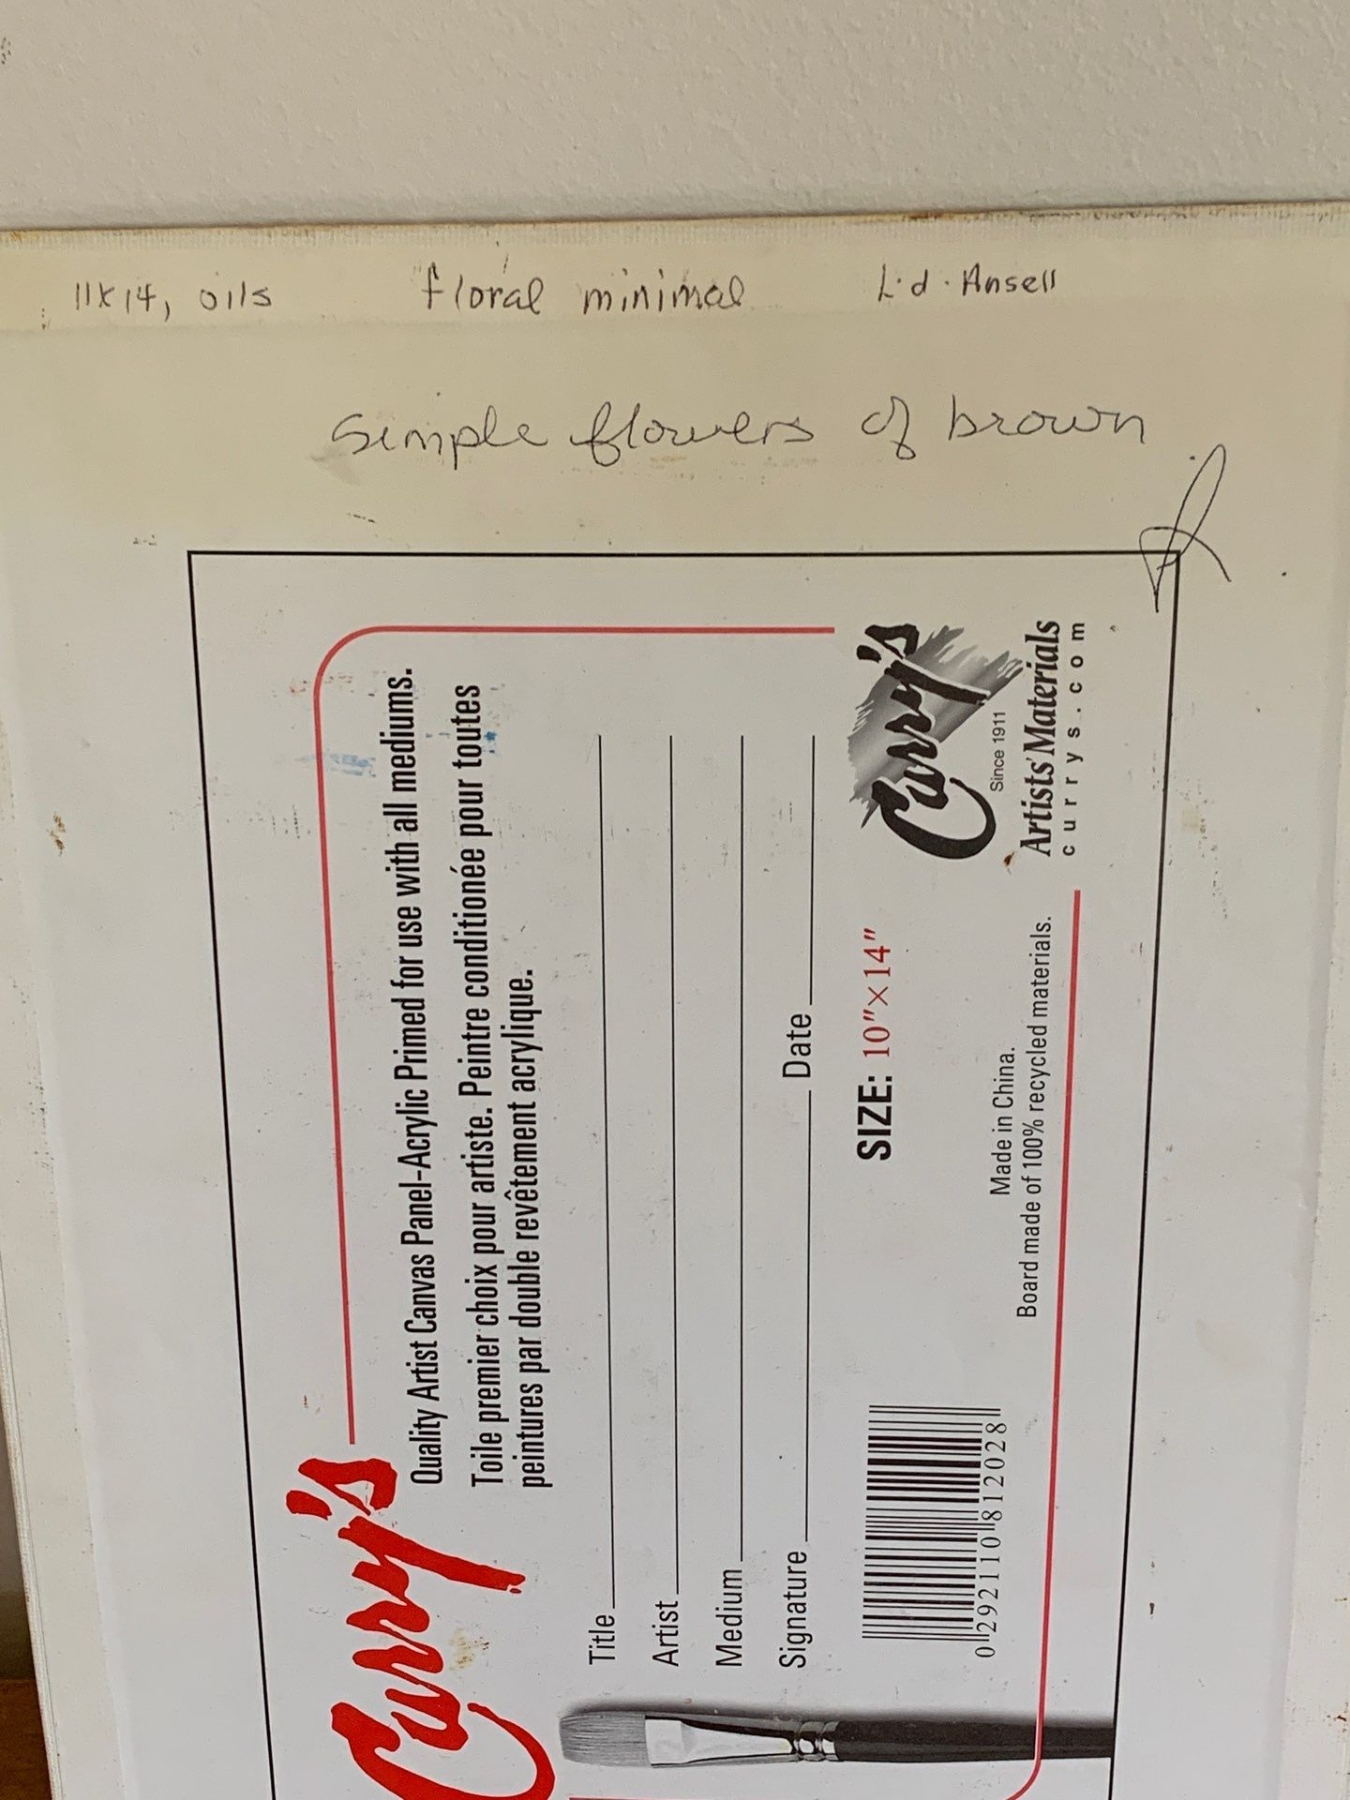 11x14, oils floral minimal L.d. Ansell
simple flowers of brown
Curry's
Quality Artist Canvas Panel-Acrylic Primed for use with all mediums.
Toile premier choix pour artiste. Peintre conditionée pour toutes
peintures par double revêtement acrylique.
Title
Artist
Medium
Signature Date
SIZE: 10"×14"
Made in China.
Board made of 100% recycled materials.
0 29211 0 81202 8
Curry's
Since 1911
Artists' Materials
currys.com